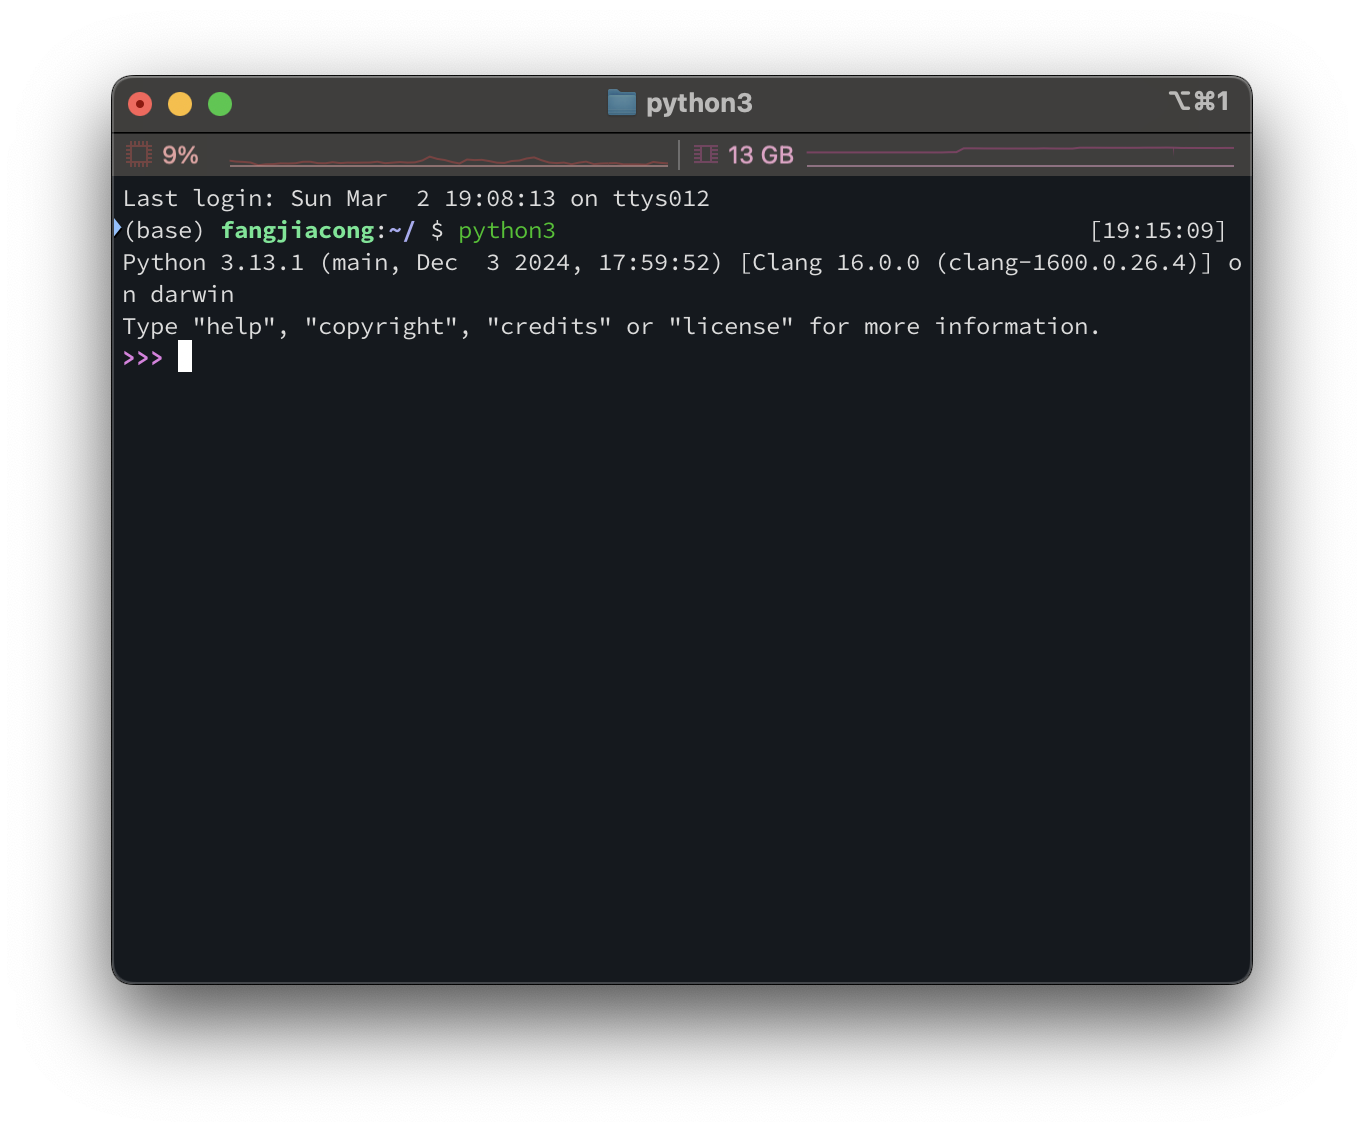 python3
⌥⌘1
9%
13 GB
Last login: Sun Mar  2 19:08:13 on ttys012
(base) fangjiacong:~/ $ python3 [19:15:09]
Python 3.13.1 (main, Dec  3 2024, 17:59:52) [Clang 16.0.0 (clang-1600.0.26.4)] o
n darwin
Type "help", "copyright", "credits" or "license" for more information.
>>>